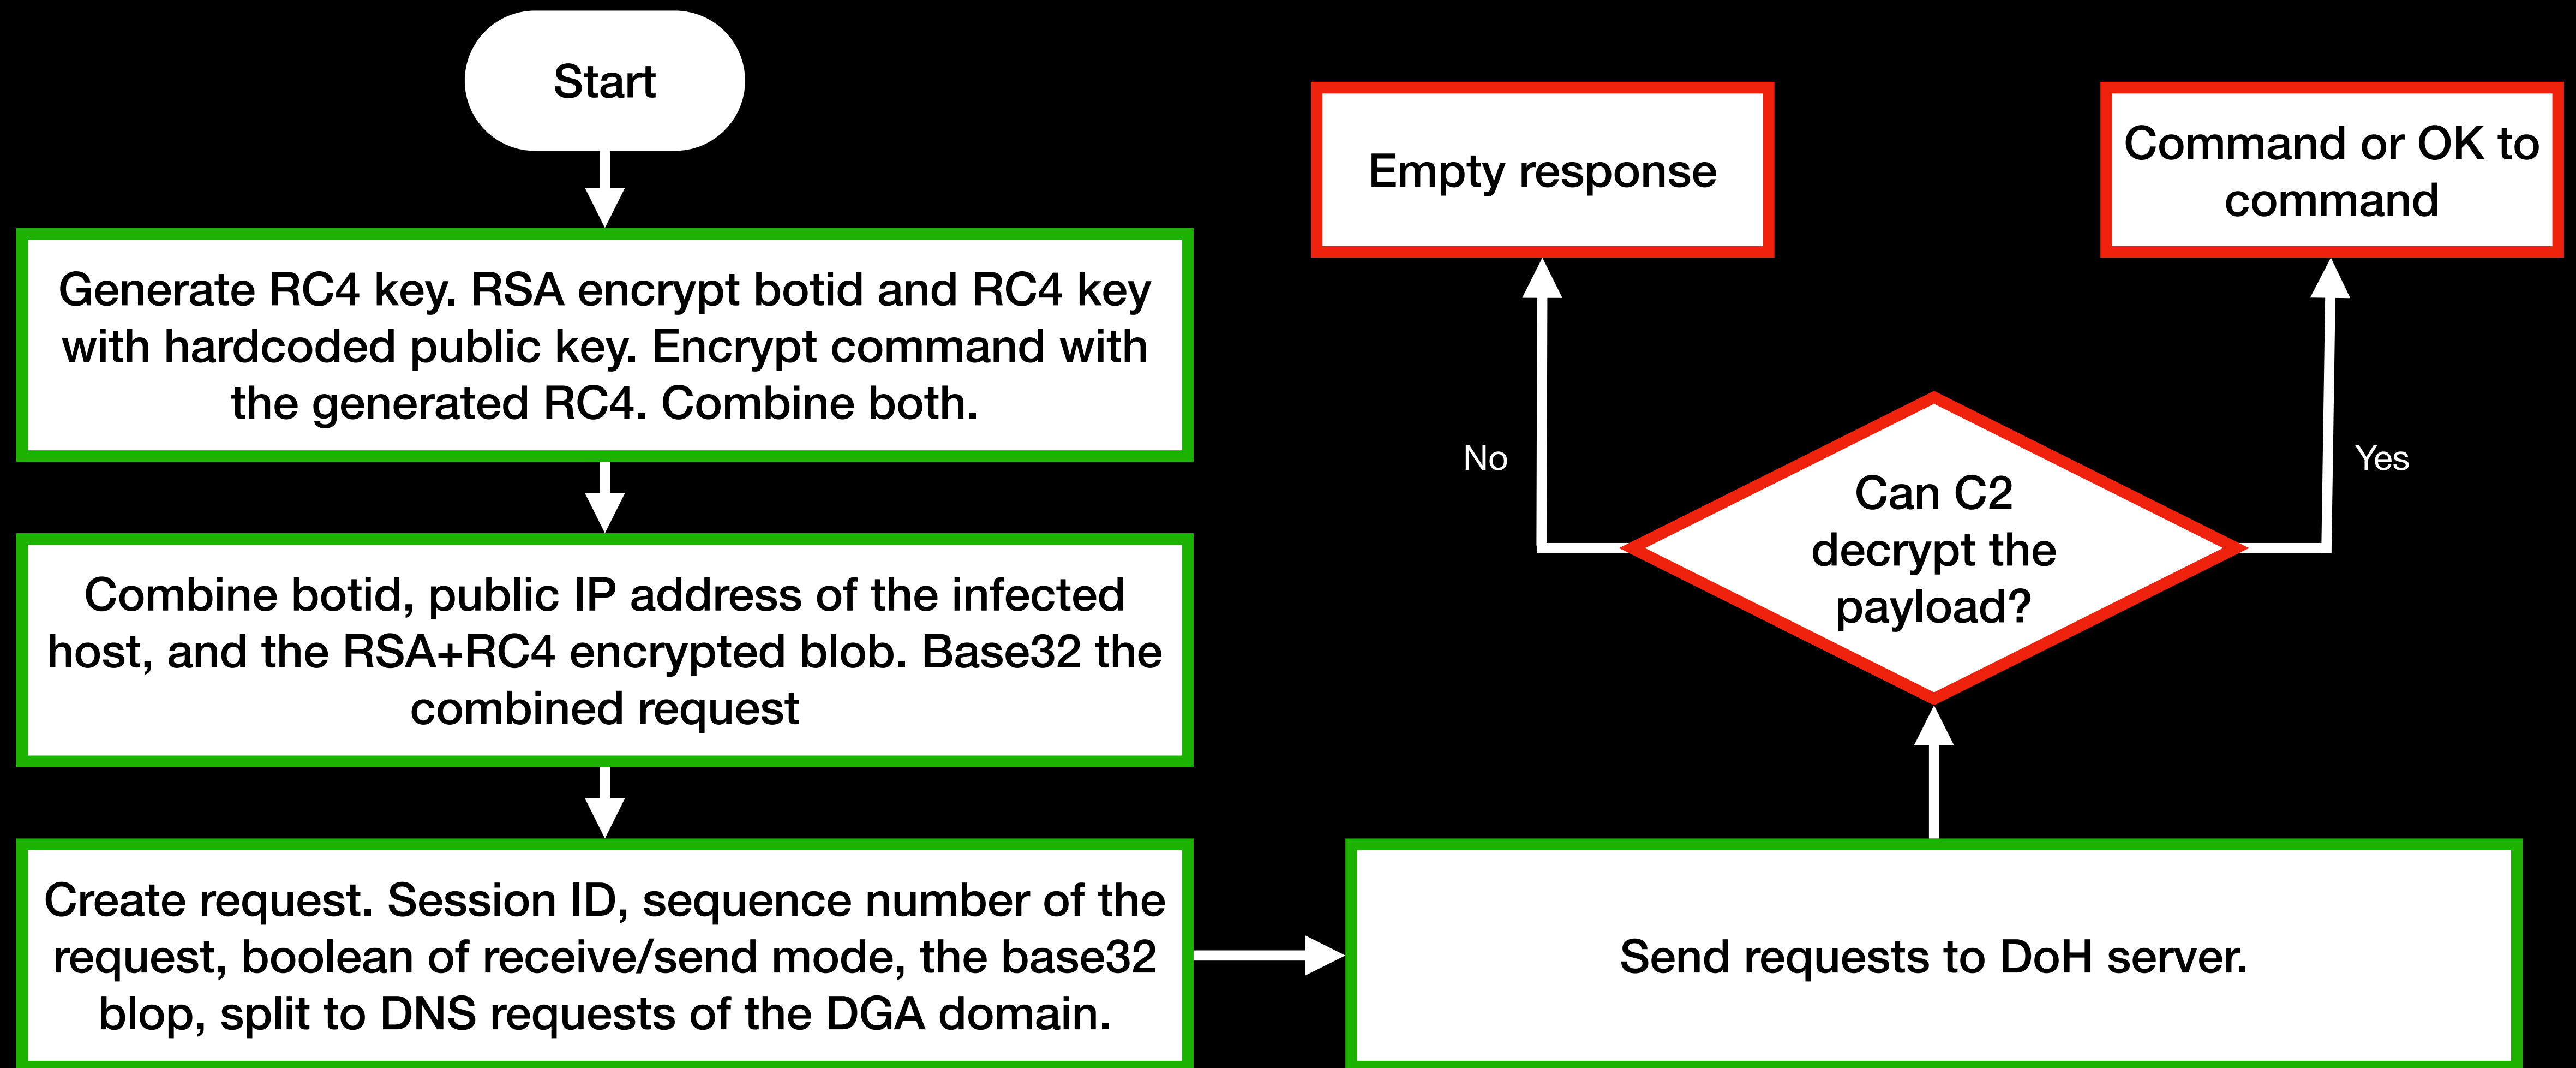 Start
Generate RC4 key. RSA encrypt botid and RC4 key
with hardcoded public key. Encrypt command with
the generated RC4. Combine both.
Combine botid, public IP address of the infected
host, and the RSA+RC4 encrypted blob. Base32 the
combined request
Create request. Session ID, sequence number of the
request, boolean of receive/send mode, the base32
blop, split to DNS requests of the DGA domain.
Send requests to DoH server.
Can C2
decrypt the
payload?
No
Empty response
Yes
Command or OK to
command